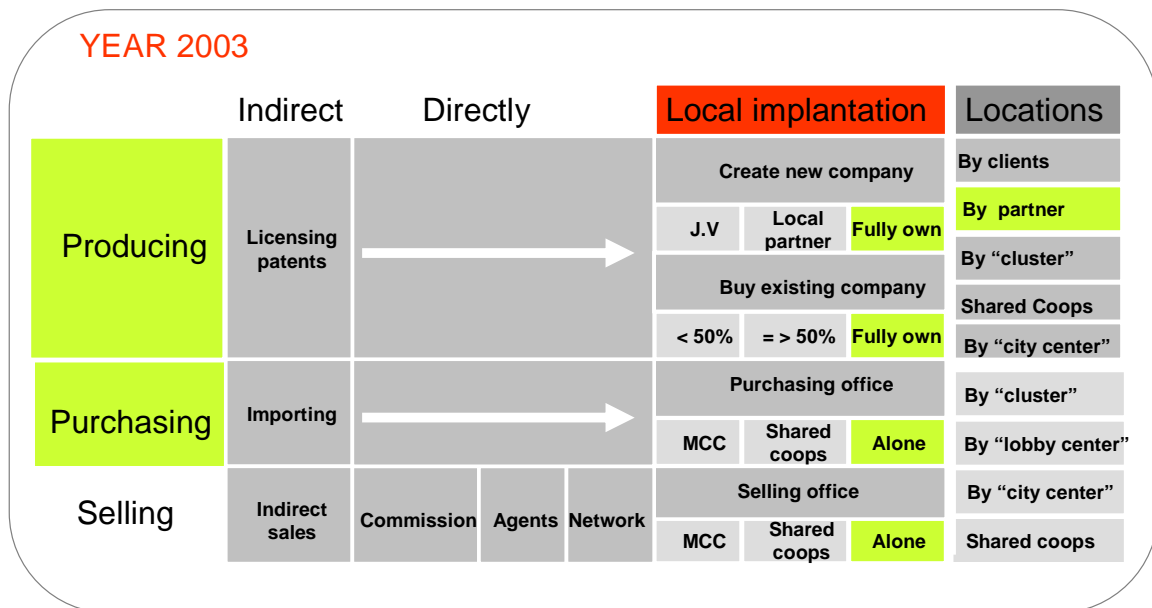 YEAR 2003
Indirect
Directly
Local implantation
Locations
Producing
Licensing
patents
Create new company
J.V
Local
partner
Fully own
Buy existing company
< 50%
= > 50%
Fully own
By clients
By partner
By “cluster”
Shared Coops
By “city center”
Purchasing
Importing
Purchasing office
MCC
Shared
coops
Alone
By “cluster”
By “lobby center”
Selling
Indirect
sales
Commission
Agents
Network
Selling office
MCC
Shared
coops
Alone
By “city center”
Shared coops